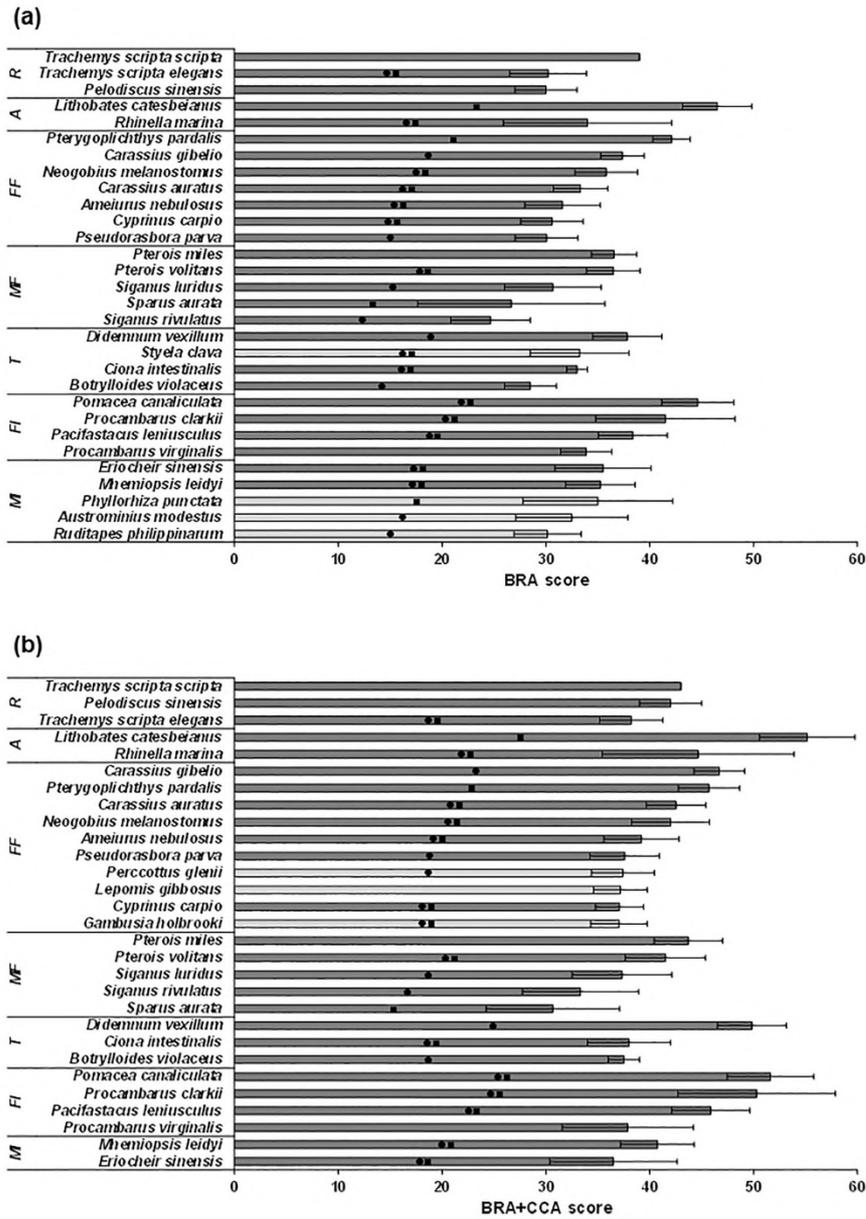 (a)
R
Trachemys scripta scripta
Trachemys scripta elegans
Pelodiscus sinensis
A
Lithobates catesbeianus
Rhinella marina
FF
Pterygoplichthys pardalis
Carassius gibelio
Neogobius melanostomus
Carassius auratus
Ameiurus nebulosus
Cyprinus carpio
Pseudorasbora parva
MF
Pterois miles
Pterois volitans
Siganus luridus
Sparus aurata
Siganus rivulatus
T
Didemnum vexillum
Styela clava
Ciona intestinalis
Botrylloides violaceus
FI
Pomacea canaliculata
Procambarus clarkii
Pacifastacus leniusculus
Procambarus virginalis
MI
Eriocheir sinensis
Mnemiopsis leidyi
Phyllorhiza punctata
Austrominius modestus
Ruditapes philippinarum
0 10 20 30 40 50 60
BRA score
(b)
R
Trachemys scripta scripta
Pelodiscus sinensis
Trachemys scripta elegans
A
Lithobates catesbeianus
Rhinella marina
FF
Carassius gibelio
Pterygoplichthys pardalis
Carassius auratus
Neogobius melanostomus
Ameiurus nebulosus
Pseudorasbora parva
Perccottus glenii
Lepomis gibbosus
Cyprinus carpio
Gambusia holbrooki
MF
Pterois miles
Pterois volitans
Siganus luridus
Siganus rivulatus
Sparus aurata
T
Didemnum vexillum
Ciona intestinalis
Botrylloides violaceus
FI
Pomacea canaliculata
Procambarus clarkii
Pacifastacus leniusculus
Procambarus virginalis
MI
Mnemiopsis leidyi
Eriocheir sinensis
0 10 20 30 40 50 60
BRA+CCA score